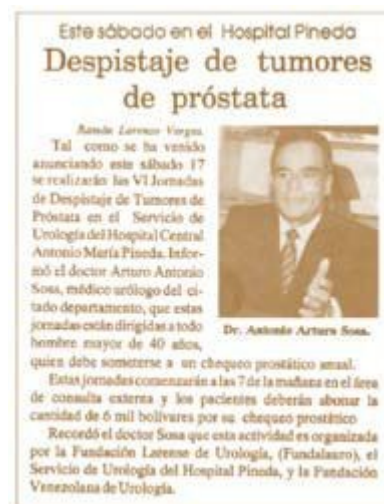 Este sábado en el Hospital Pineda
Despistaje de tumores
de próstata
Ramón Lorenzo Vargas.
Tal como se ha venido
anunciando este sábado 17
se realizarán las VI Jornadas
de Despistaje de Tumores de
Próstata en el Servicio de
Urología del Hospital Central
Antonio María Pineda. Infor-
mó el doctor Arturo Antonio
Sosa, médico urólogo del ci-
tado departamento, que estas
jornadas están dirigidas a todo
hombre mayor de 40 años,
quien debe someterse a un chequeo prostático anual.
Dr. Antonio Arturo Sosa.
Estas jornadas comenzarán a las 7 de la mañana en el área
de consulta externa y los pacientes deberán abonar la
cantidad de 6 mil bolívares por su chequeo prostático
Recordó el doctor Sosa que esta actividad es organizada
por la Fundación Larense de Urología, (Fundalauro), el
Servicio de Urología del Hospital Pineda, y la Fundación
Venezolana de Urología.